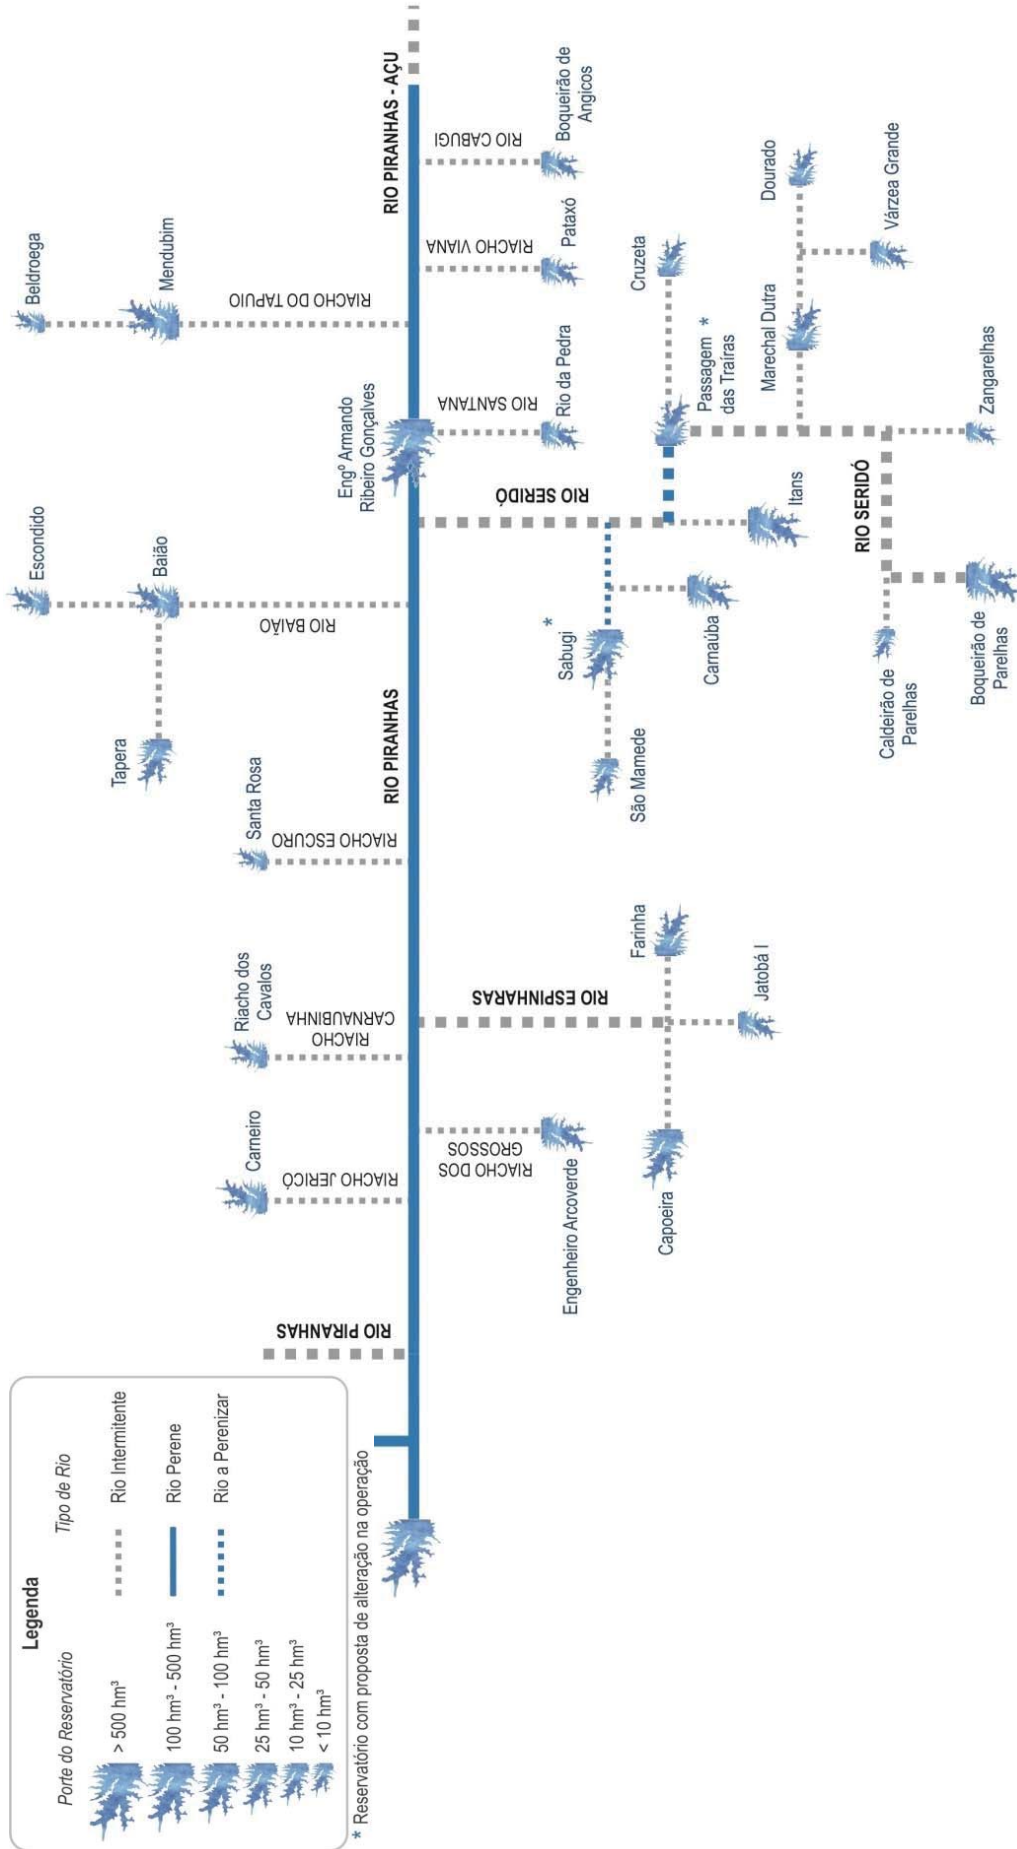 Legenda
Porte do Reservatório
Tipo de Rio
> 500 hm³
100 hm³ - 500 hm³
50 hm³ - 100 hm³
25 hm³ - 50 hm³
10 hm³ - 25 hm³
< 10 hm³
Rio Intermitente
Rio Perene
Rio a Perenizar
* Reservatório com proposta de alteração na operação
RIO PIRANHAS
Carneiro
RIACHO JERICÓ
Riacho dos
Cavalos
RIACHO
CARNAUBINHA
Santa Rosa
RIACHO ESCURO
Tapera
Escondido
Baião
RIO BAIÃO
Beldroega
Mendubim
RIACHO DO TAPUIO
RIO PIRANHAS
Engº Armando
Ribeiro Gonçalves
RIO PIRANHAS - AÇU
RIACHO DOS
GROSSOS
Engenheiro Arcoverde
RIO ESPINHARAS
Capoeira
Farinha
Jatobá I
RIO SERIDÓ
Sabugi
*
São Mamede
Carnaúba
Itans
RIO SANTANA
Rio da Pedra
RIACHO VIANA
Pataxó
RIO CABUGI
Boqueirão de
Angicos
Cruzeta
Passagem *
das Traíras
Marechal Dutra
Dourado
Várzea Grande
RIO SERIDÓ
Zangarelhas
Caldeirão de
Parelhas
Boqueirão de
Parelhas